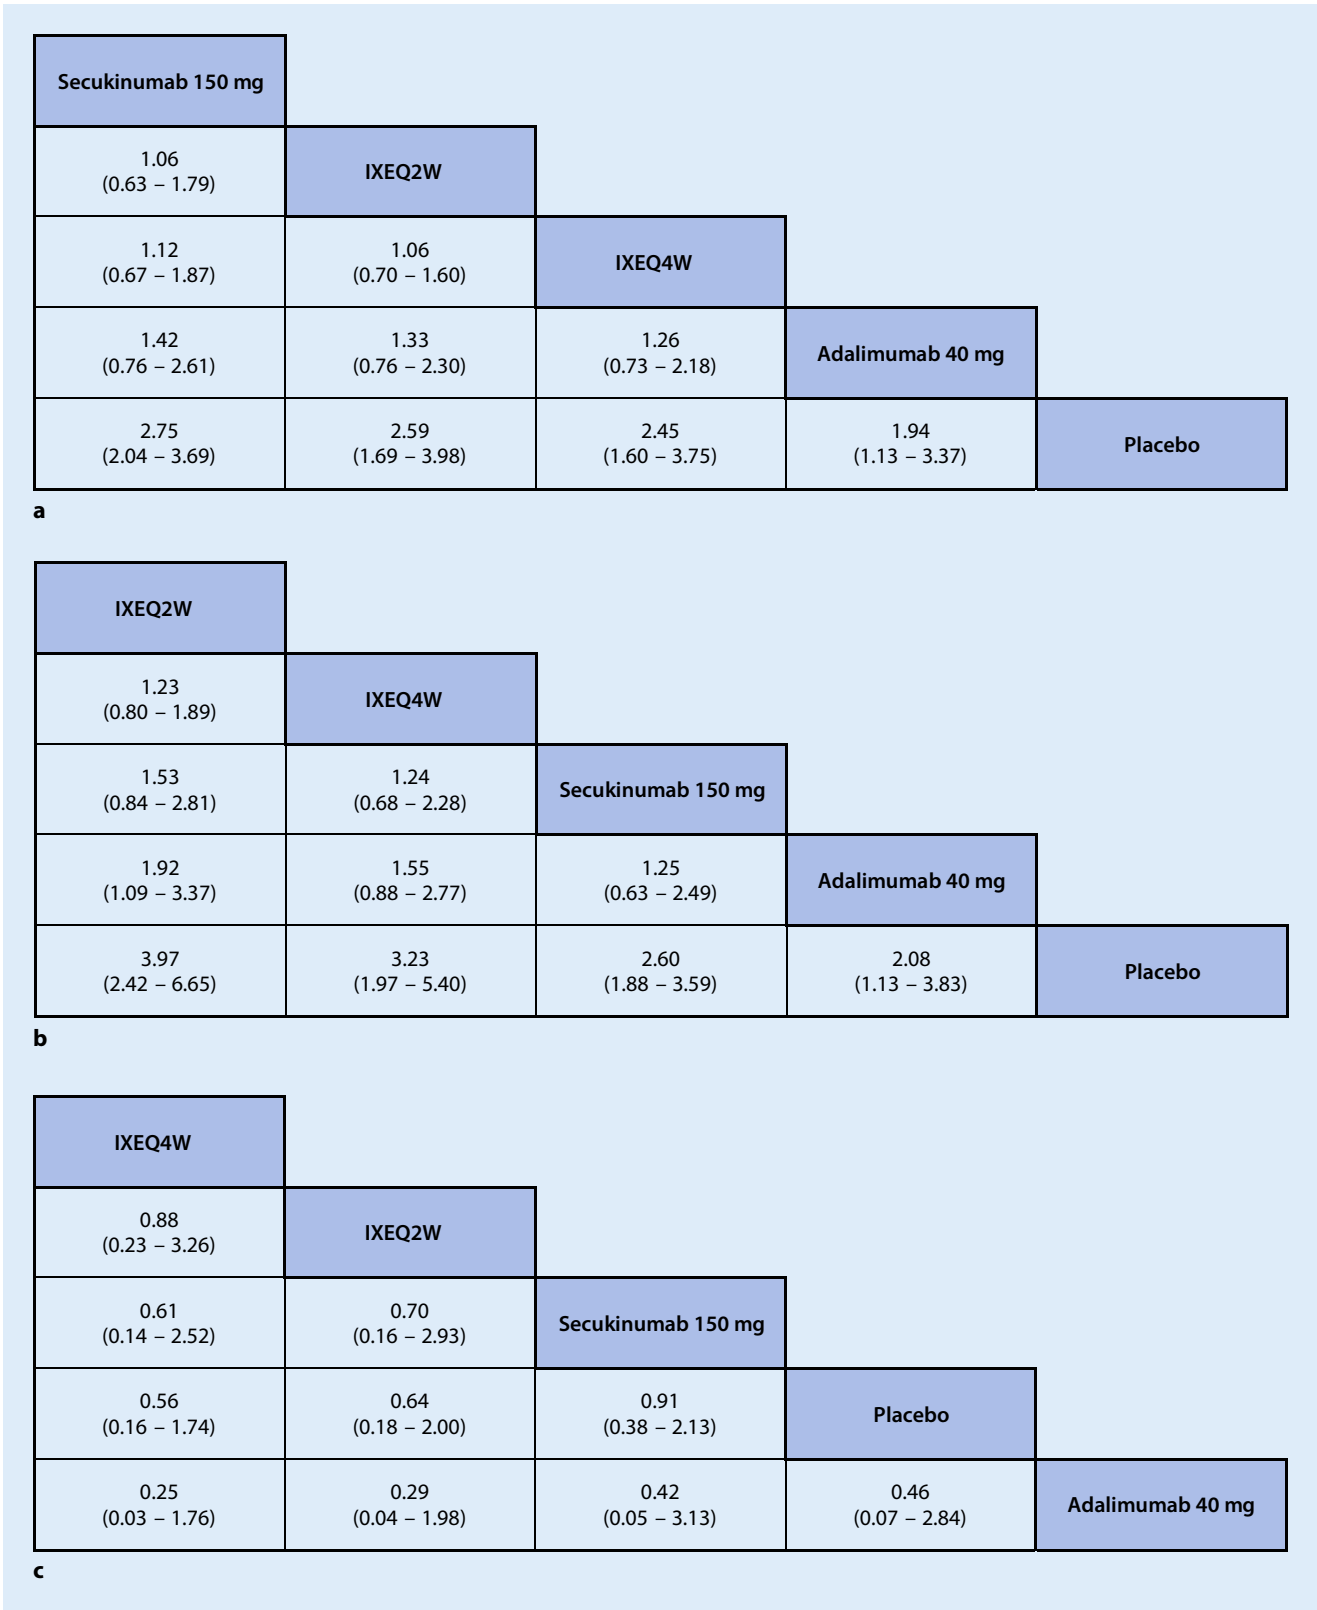 Secukinumab 150 mg
1.06
(0.63 – 1.79)
IXEQ2W
1.12
(0.67 – 1.87)
1.06
(0.70 – 1.60)
IXEQ4W
1.42
(0.76 – 2.61)
1.33
(0.76 – 2.30)
1.26
(0.73 – 2.18)
Adalimumab 40 mg
2.75
(2.04 – 3.69)
2.59
(1.69 – 3.98)
2.45
(1.60 – 3.75)
1.94
(1.13 – 3.37)
Placebo
a
IXEQ2W
1.23
(0.80 – 1.89)
IXEQ4W
1.53
(0.84 – 2.81)
1.24
(0.68 – 2.28)
Secukinumab 150 mg
1.92
(1.09 – 3.37)
1.55
(0.88 – 2.77)
1.25
(0.63 – 2.49)
Adalimumab 40 mg
3.97
(2.42 – 6.65)
3.23
(1.97 – 5.40)
2.60
(1.88 – 3.59)
2.08
(1.13 – 3.83)
Placebo
b
IXEQ4W
0.88
(0.23 – 3.26)
IXEQ2W
0.61
(0.14 – 2.52)
0.70
(0.16 – 2.93)
Secukinumab 150 mg
0.56
(0.16 – 1.74)
0.64
(0.18 – 2.00)
0.91
(0.38 – 2.13)
Placebo
0.25
(0.03 – 1.76)
0.29
(0.04 – 1.98)
0.42
(0.05 – 3.13)
0.46
(0.07 – 2.84)
Adalimumab 40 mg
c